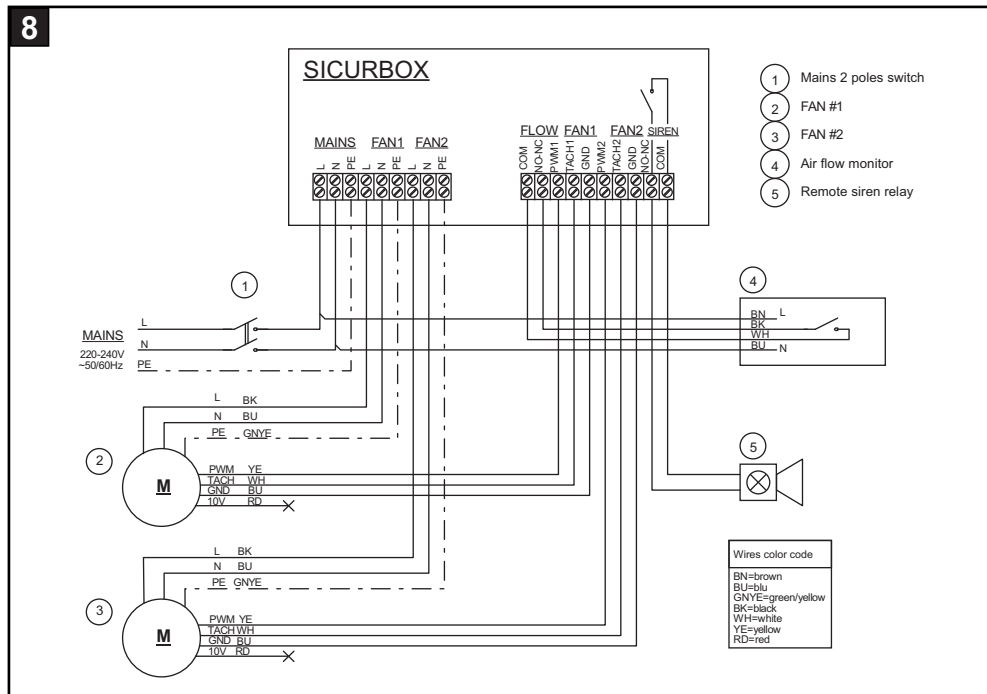 8
SICURBOX
MAINS FAN1 FAN2
L N PE L N PE L N PE
FLOW FAN1 FAN2 SIREN
COM NO-NC PWM1 TACH1 GND PWM2 TACH2 GND NO-NC COM
1 Mains 2 poles switch
2 FAN #1
3 FAN #2
4 Air flow monitor
5 Remote siren relay
1
MAINS
220-240V
~50/60Hz
L
N
PE
4
BN L
BK
WH
BU N
L BK
N BU
PE GNYE
2
M
PWM YE
TACH WH
GND BU
10V RD
5
L BK
N BU
PE GNYE
3
M
PWM YE
TACH WH
GND BU
10V RD
Wires color code
BN=brown
BU=blu
GNYE=green/yellow
BK=black
WH=white
YE=yellow
RD=red